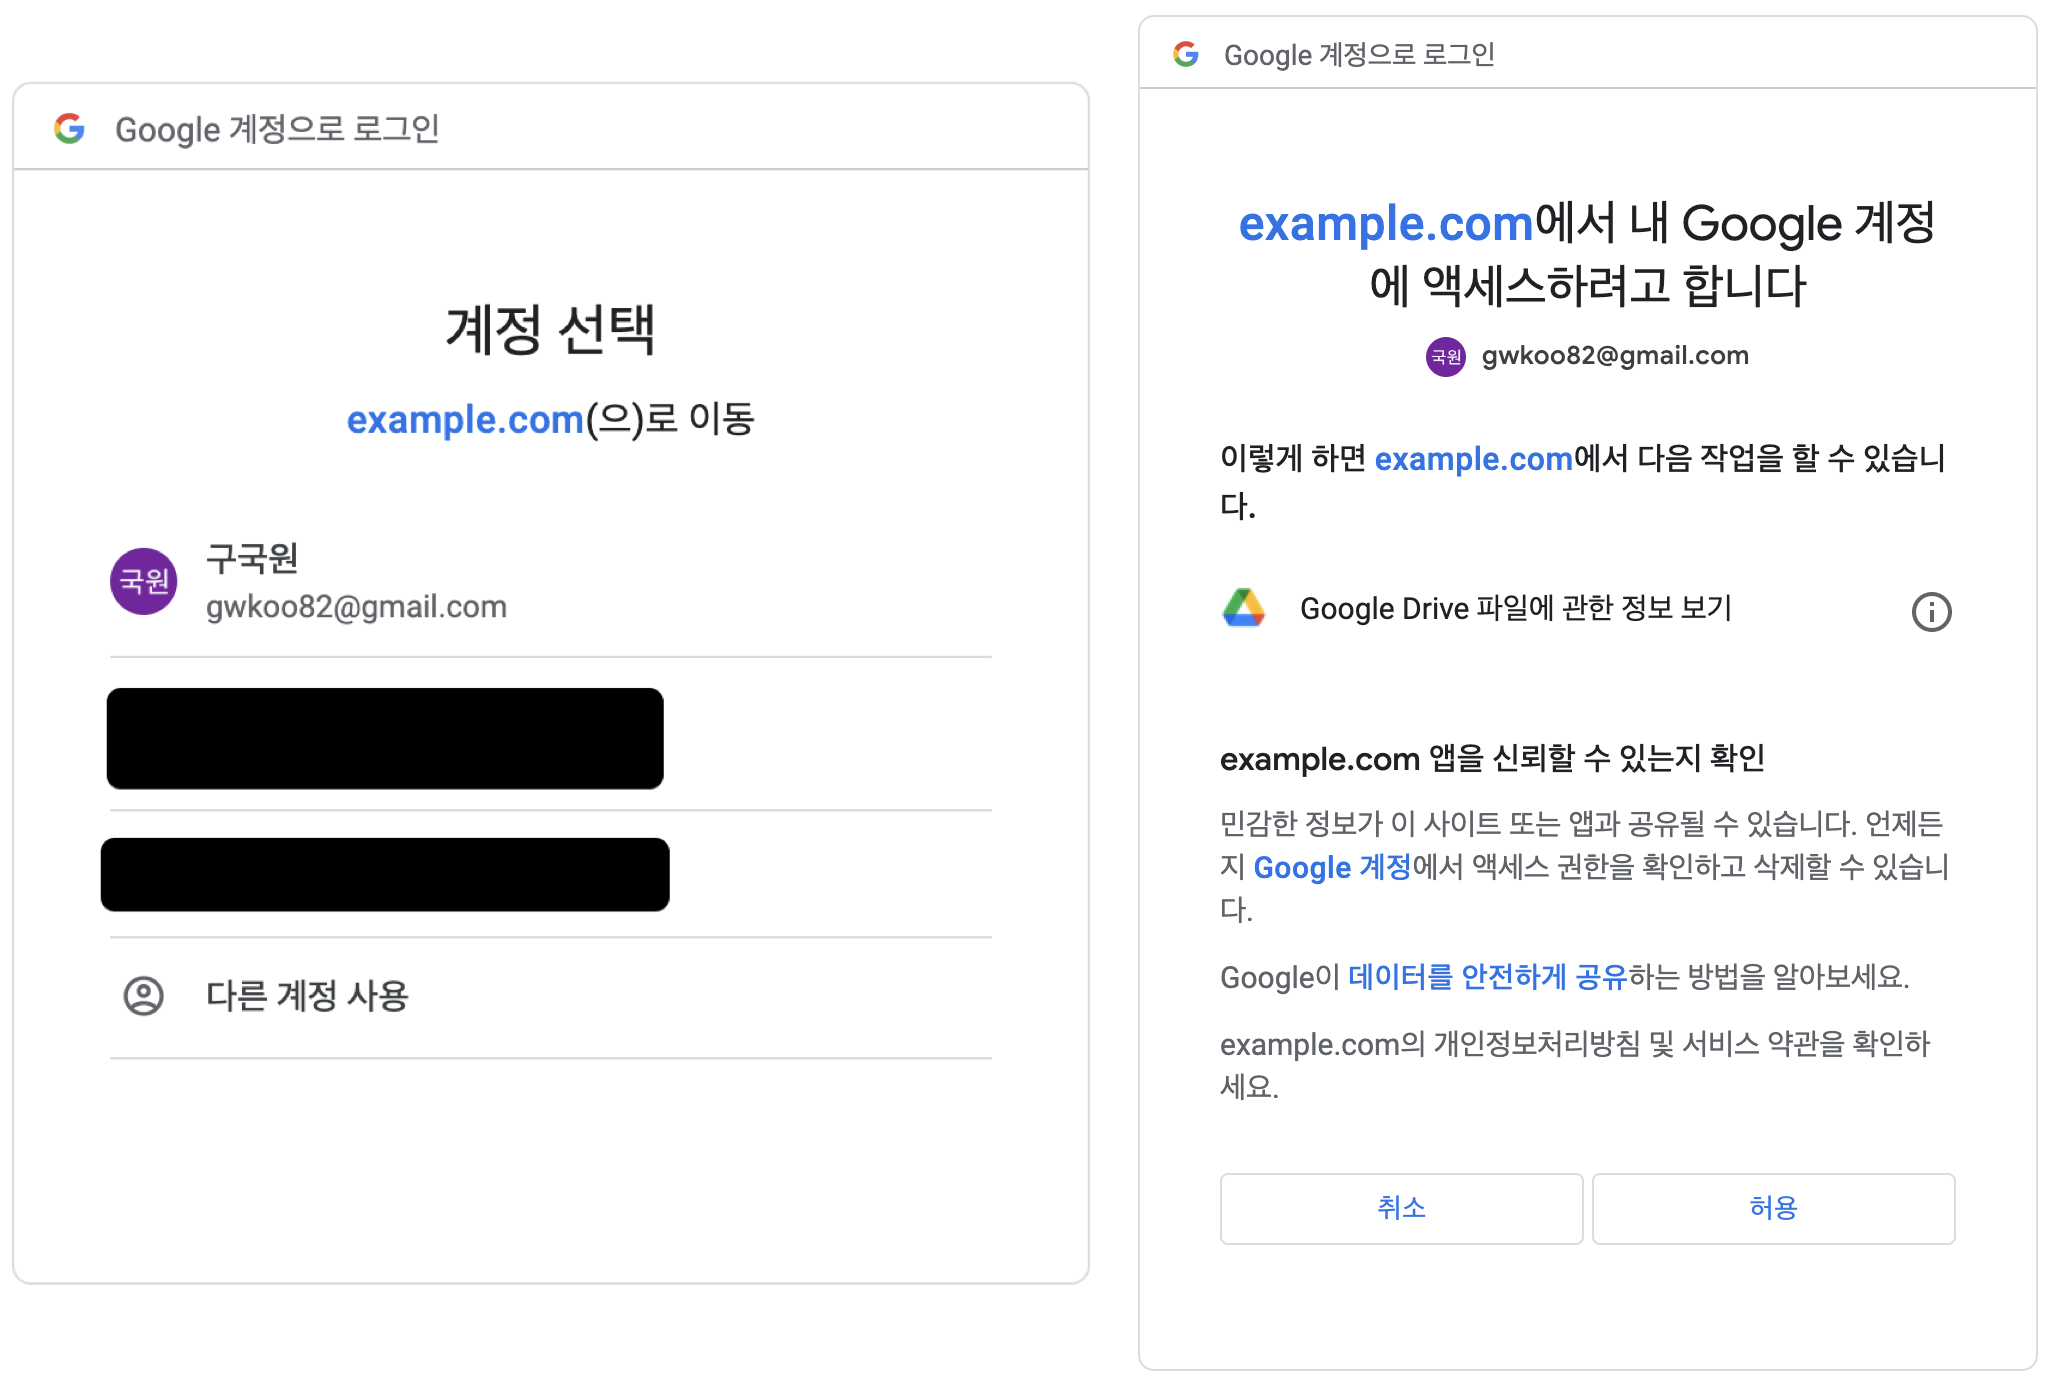 Google 계정으로 로그인
계정 선택
example.com(으)로 이동
국원
구국원
gwkoo82@gmail.com
다른 계정 사용
Google 계정으로 로그인
example.com에서 내 Google 계정
에 액세스하려고 합니다
국원 gwkoo82@gmail.com
이렇게 하면 example.com에서 다음 작업을 할 수 있습니
다.
Google Drive 파일에 관한 정보 보기
example.com 앱을 신뢰할 수 있는지 확인
민감한 정보가 이 사이트 또는 앱과 공유될 수 있습니다. 언제든
지 Google 계정에서 액세스 권한을 확인하고 삭제할 수 있습니
다.
Google이 데이터를 안전하게 공유하는 방법을 알아보세요.
example.com의 개인정보처리방침 및 서비스 약관을 확인하
세요.
취소
허용